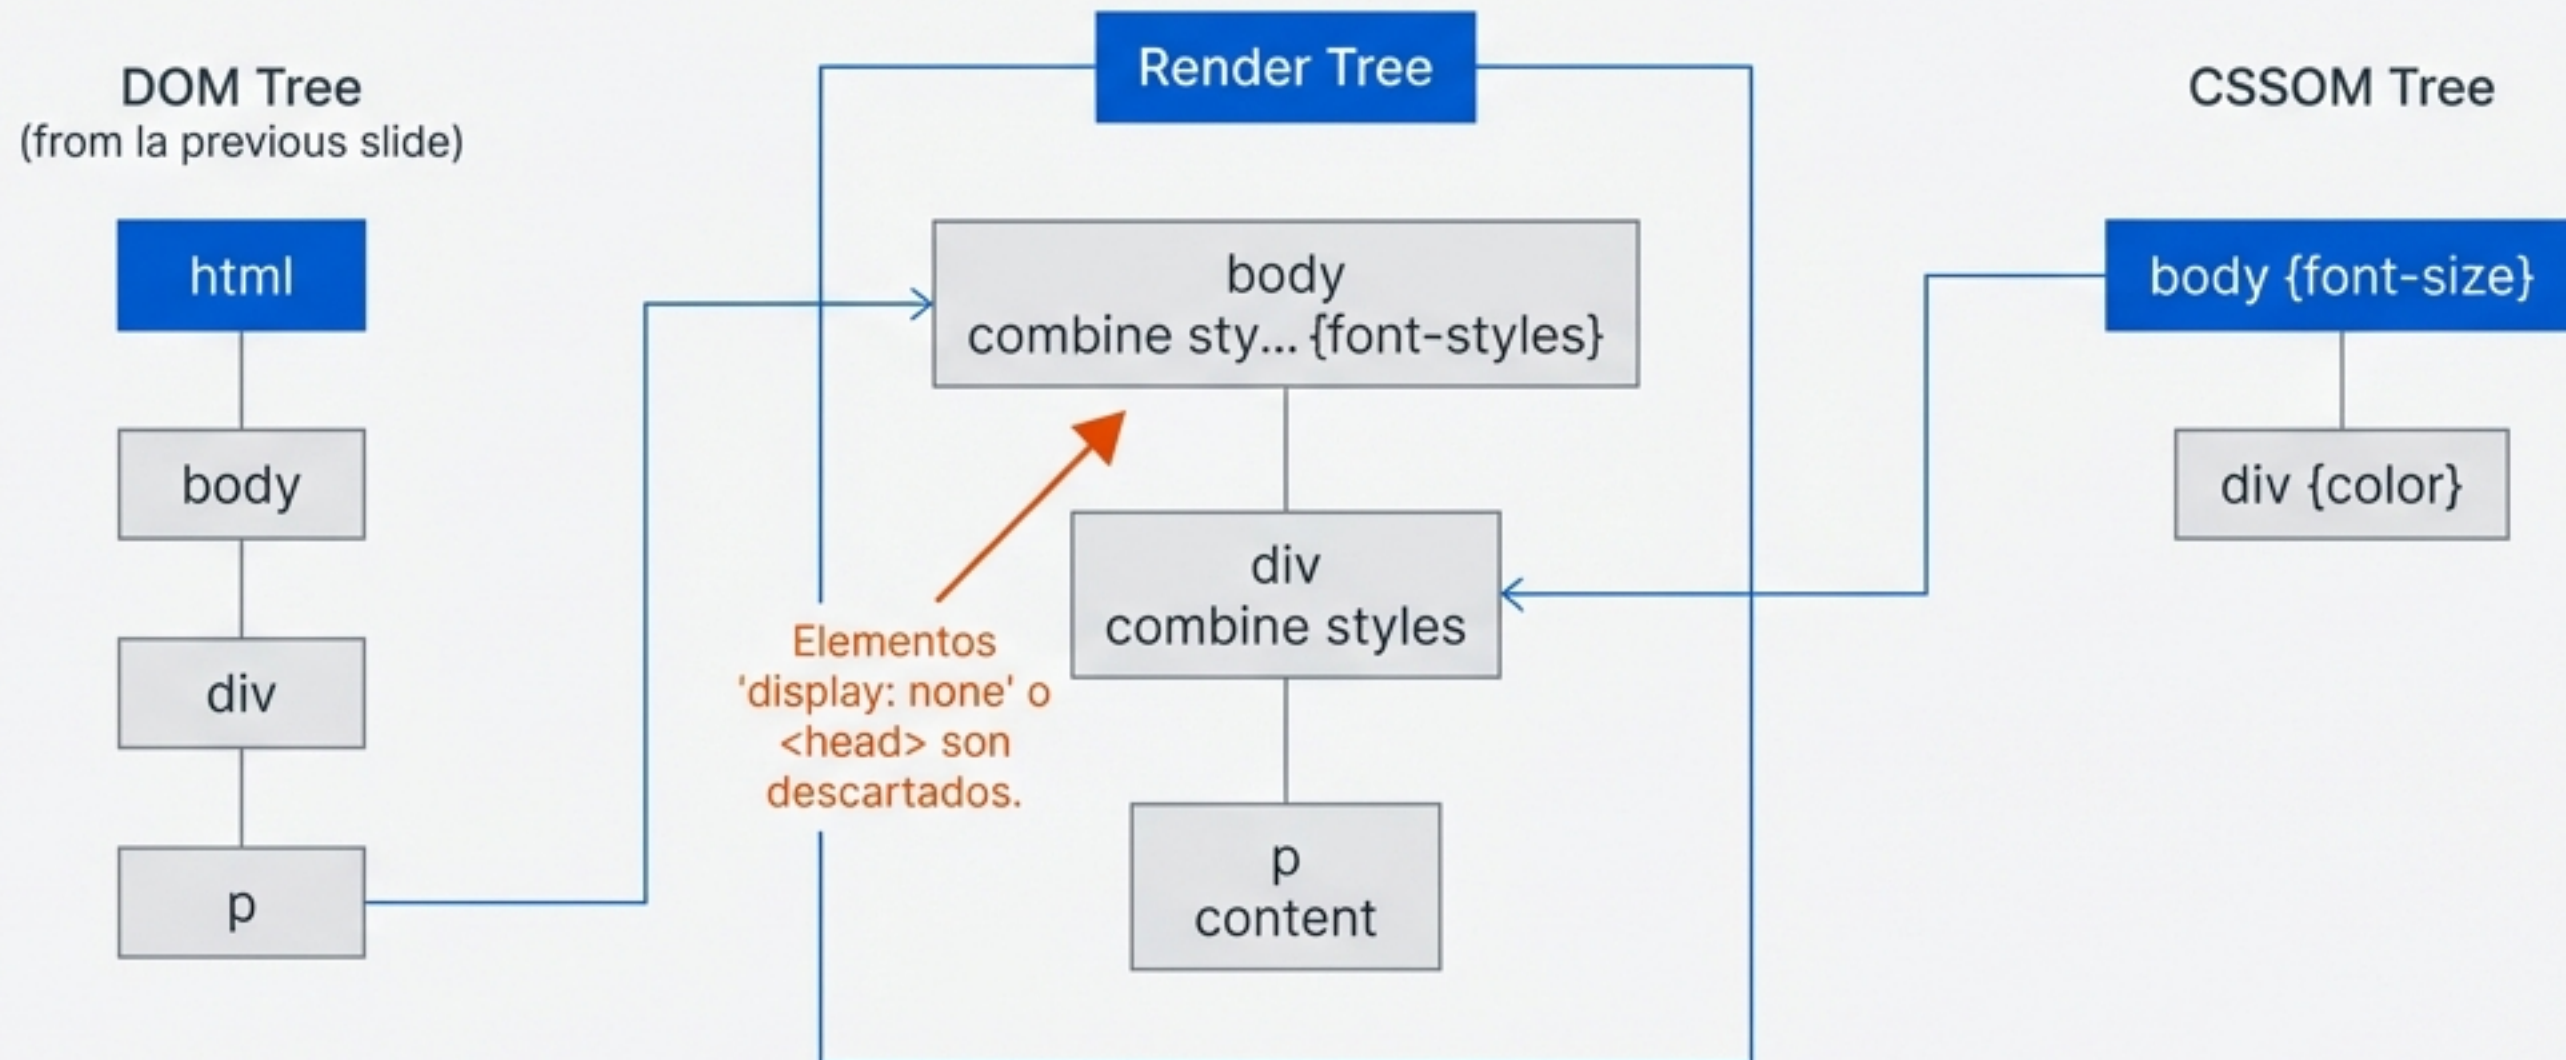 DOM Tree
(from la previous slide)
html
body
div
p
Render Tree
body
combine sty... {font-styles}
div
combine styles
p
content
Elementos
'display: none' o
<head> son
descartados.
CSSOM Tree
body {font-size}
div {color}